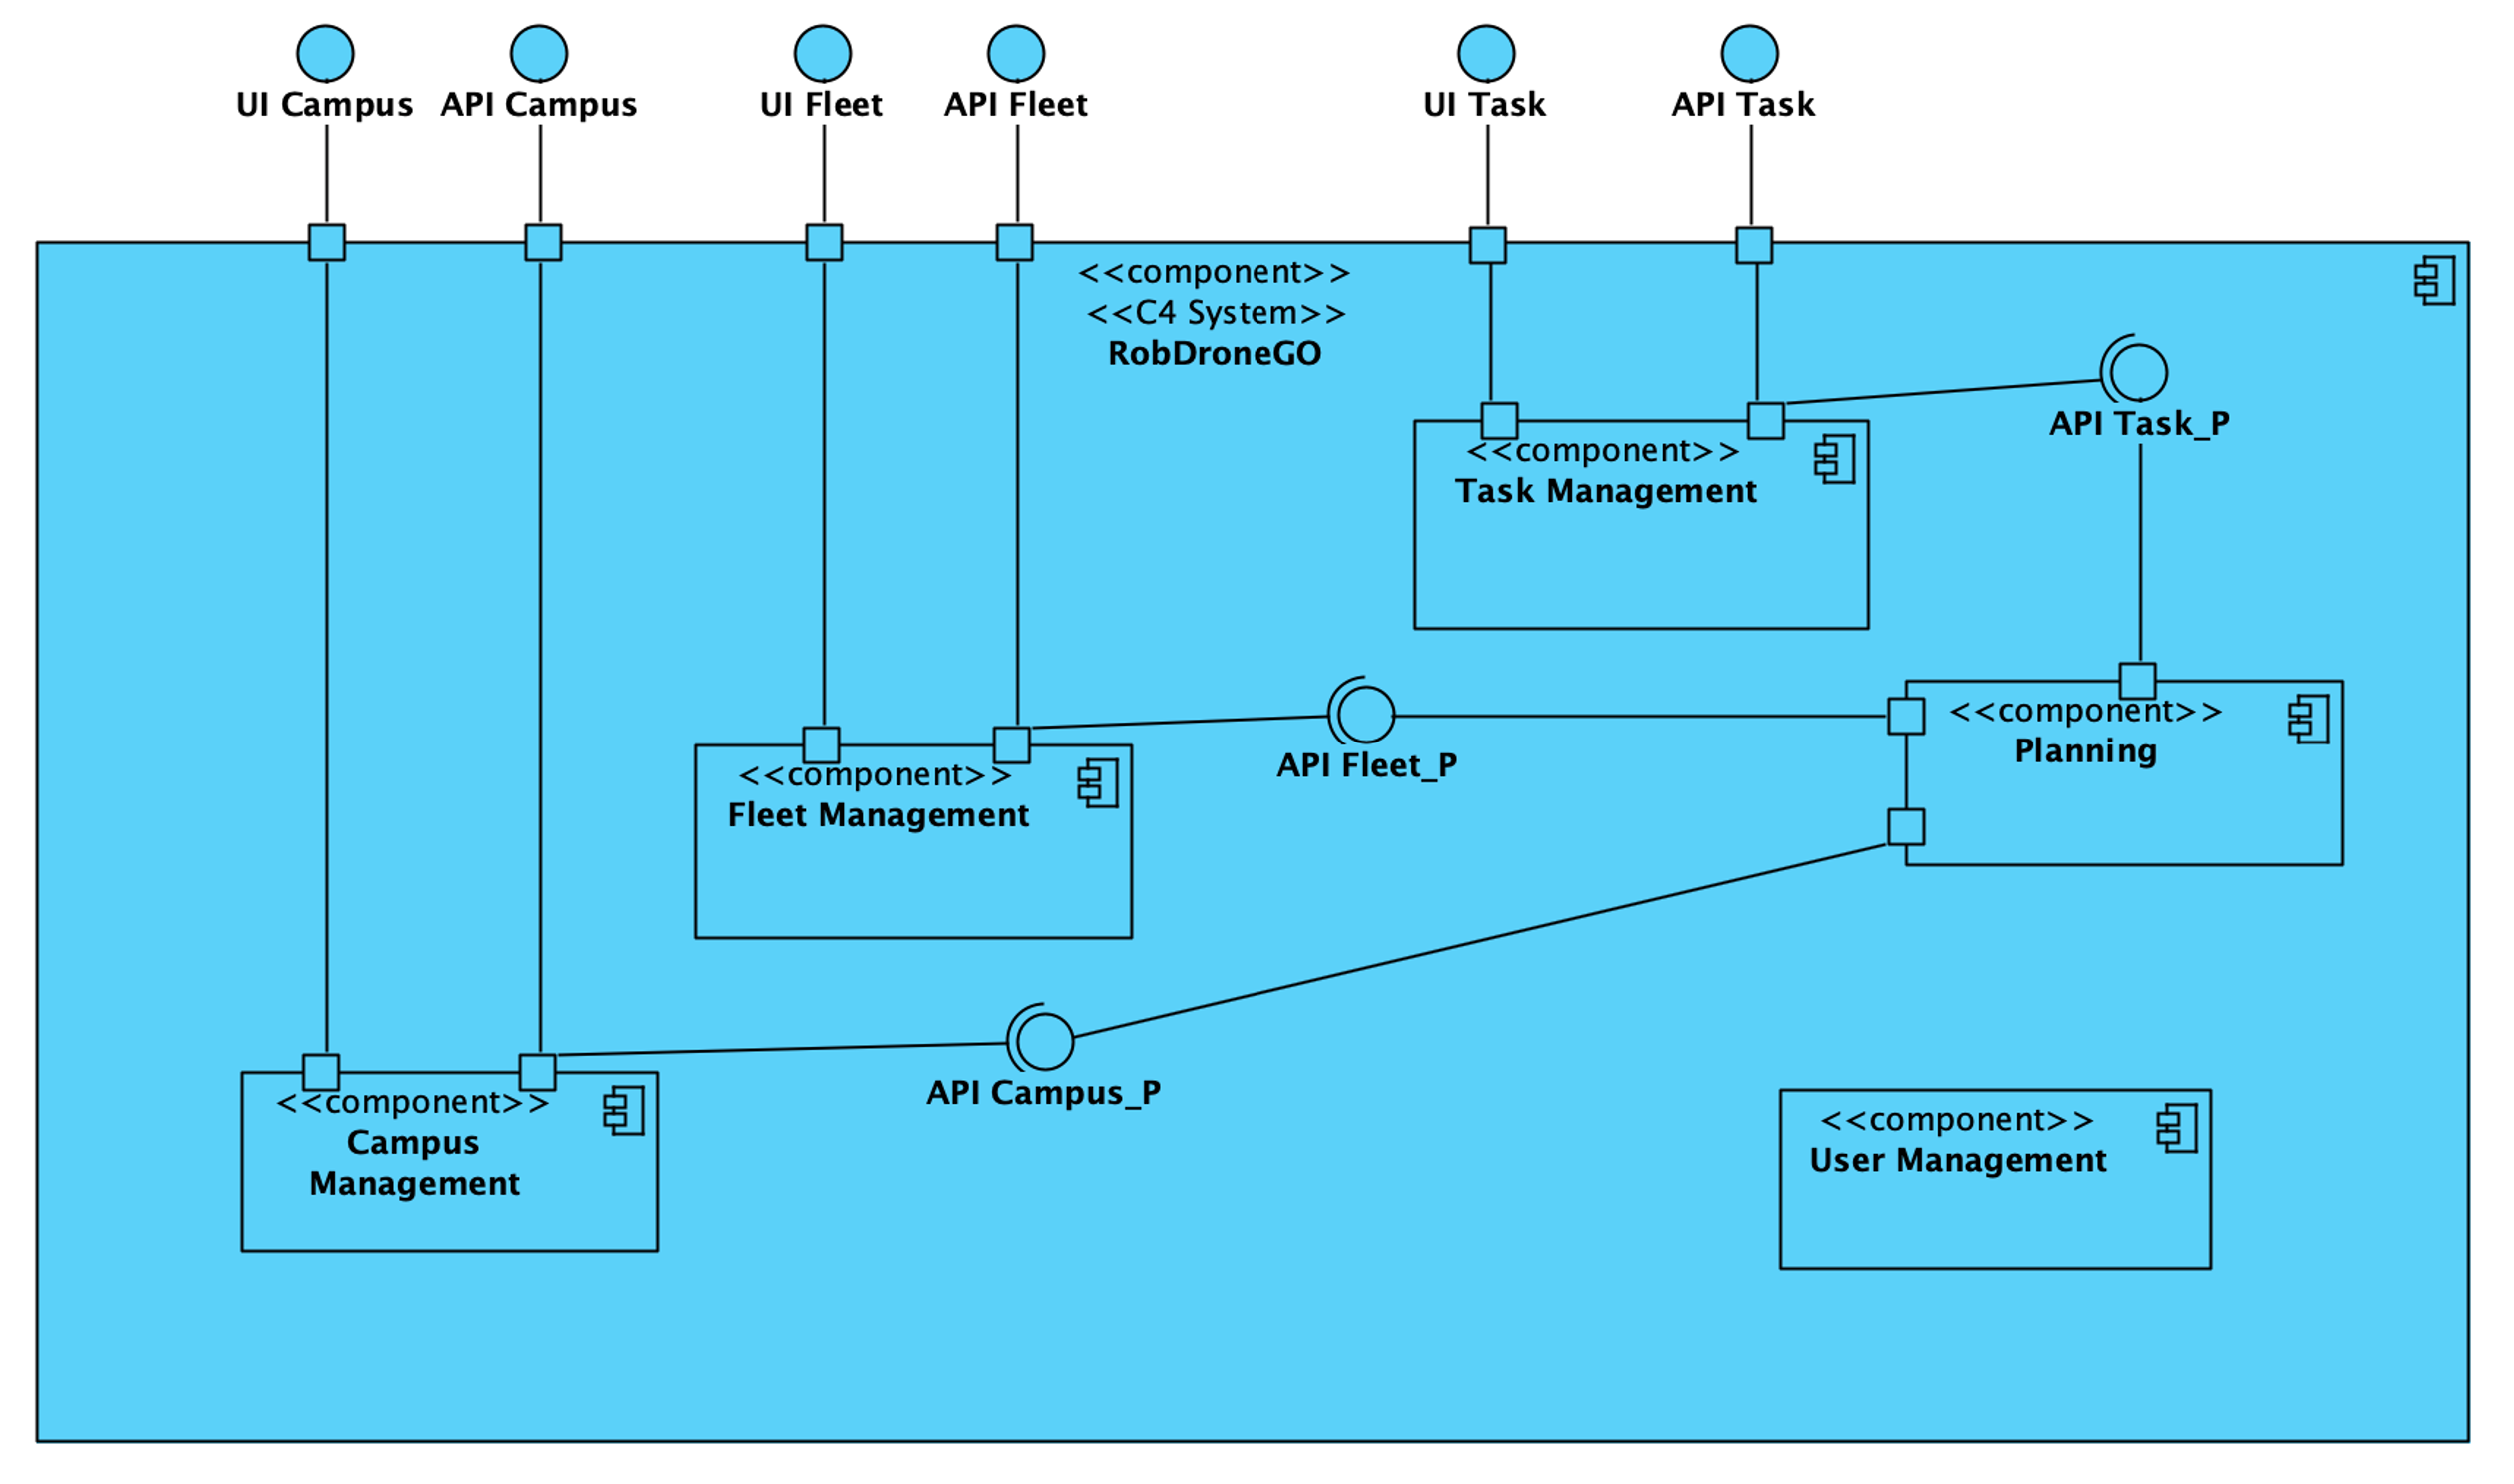 UI Campus
API Campus
UI Fleet
API Fleet
UI Task
API Task
<<component>>
<<C4 System>>
RobDroneGO
API Task_P
<<component>>
Task Management
API Fleet_P
<<component>>
Planning
<<component>>
Fleet Management
API Campus_P
<<component>>
Campus
Management
<<component>>
User Management